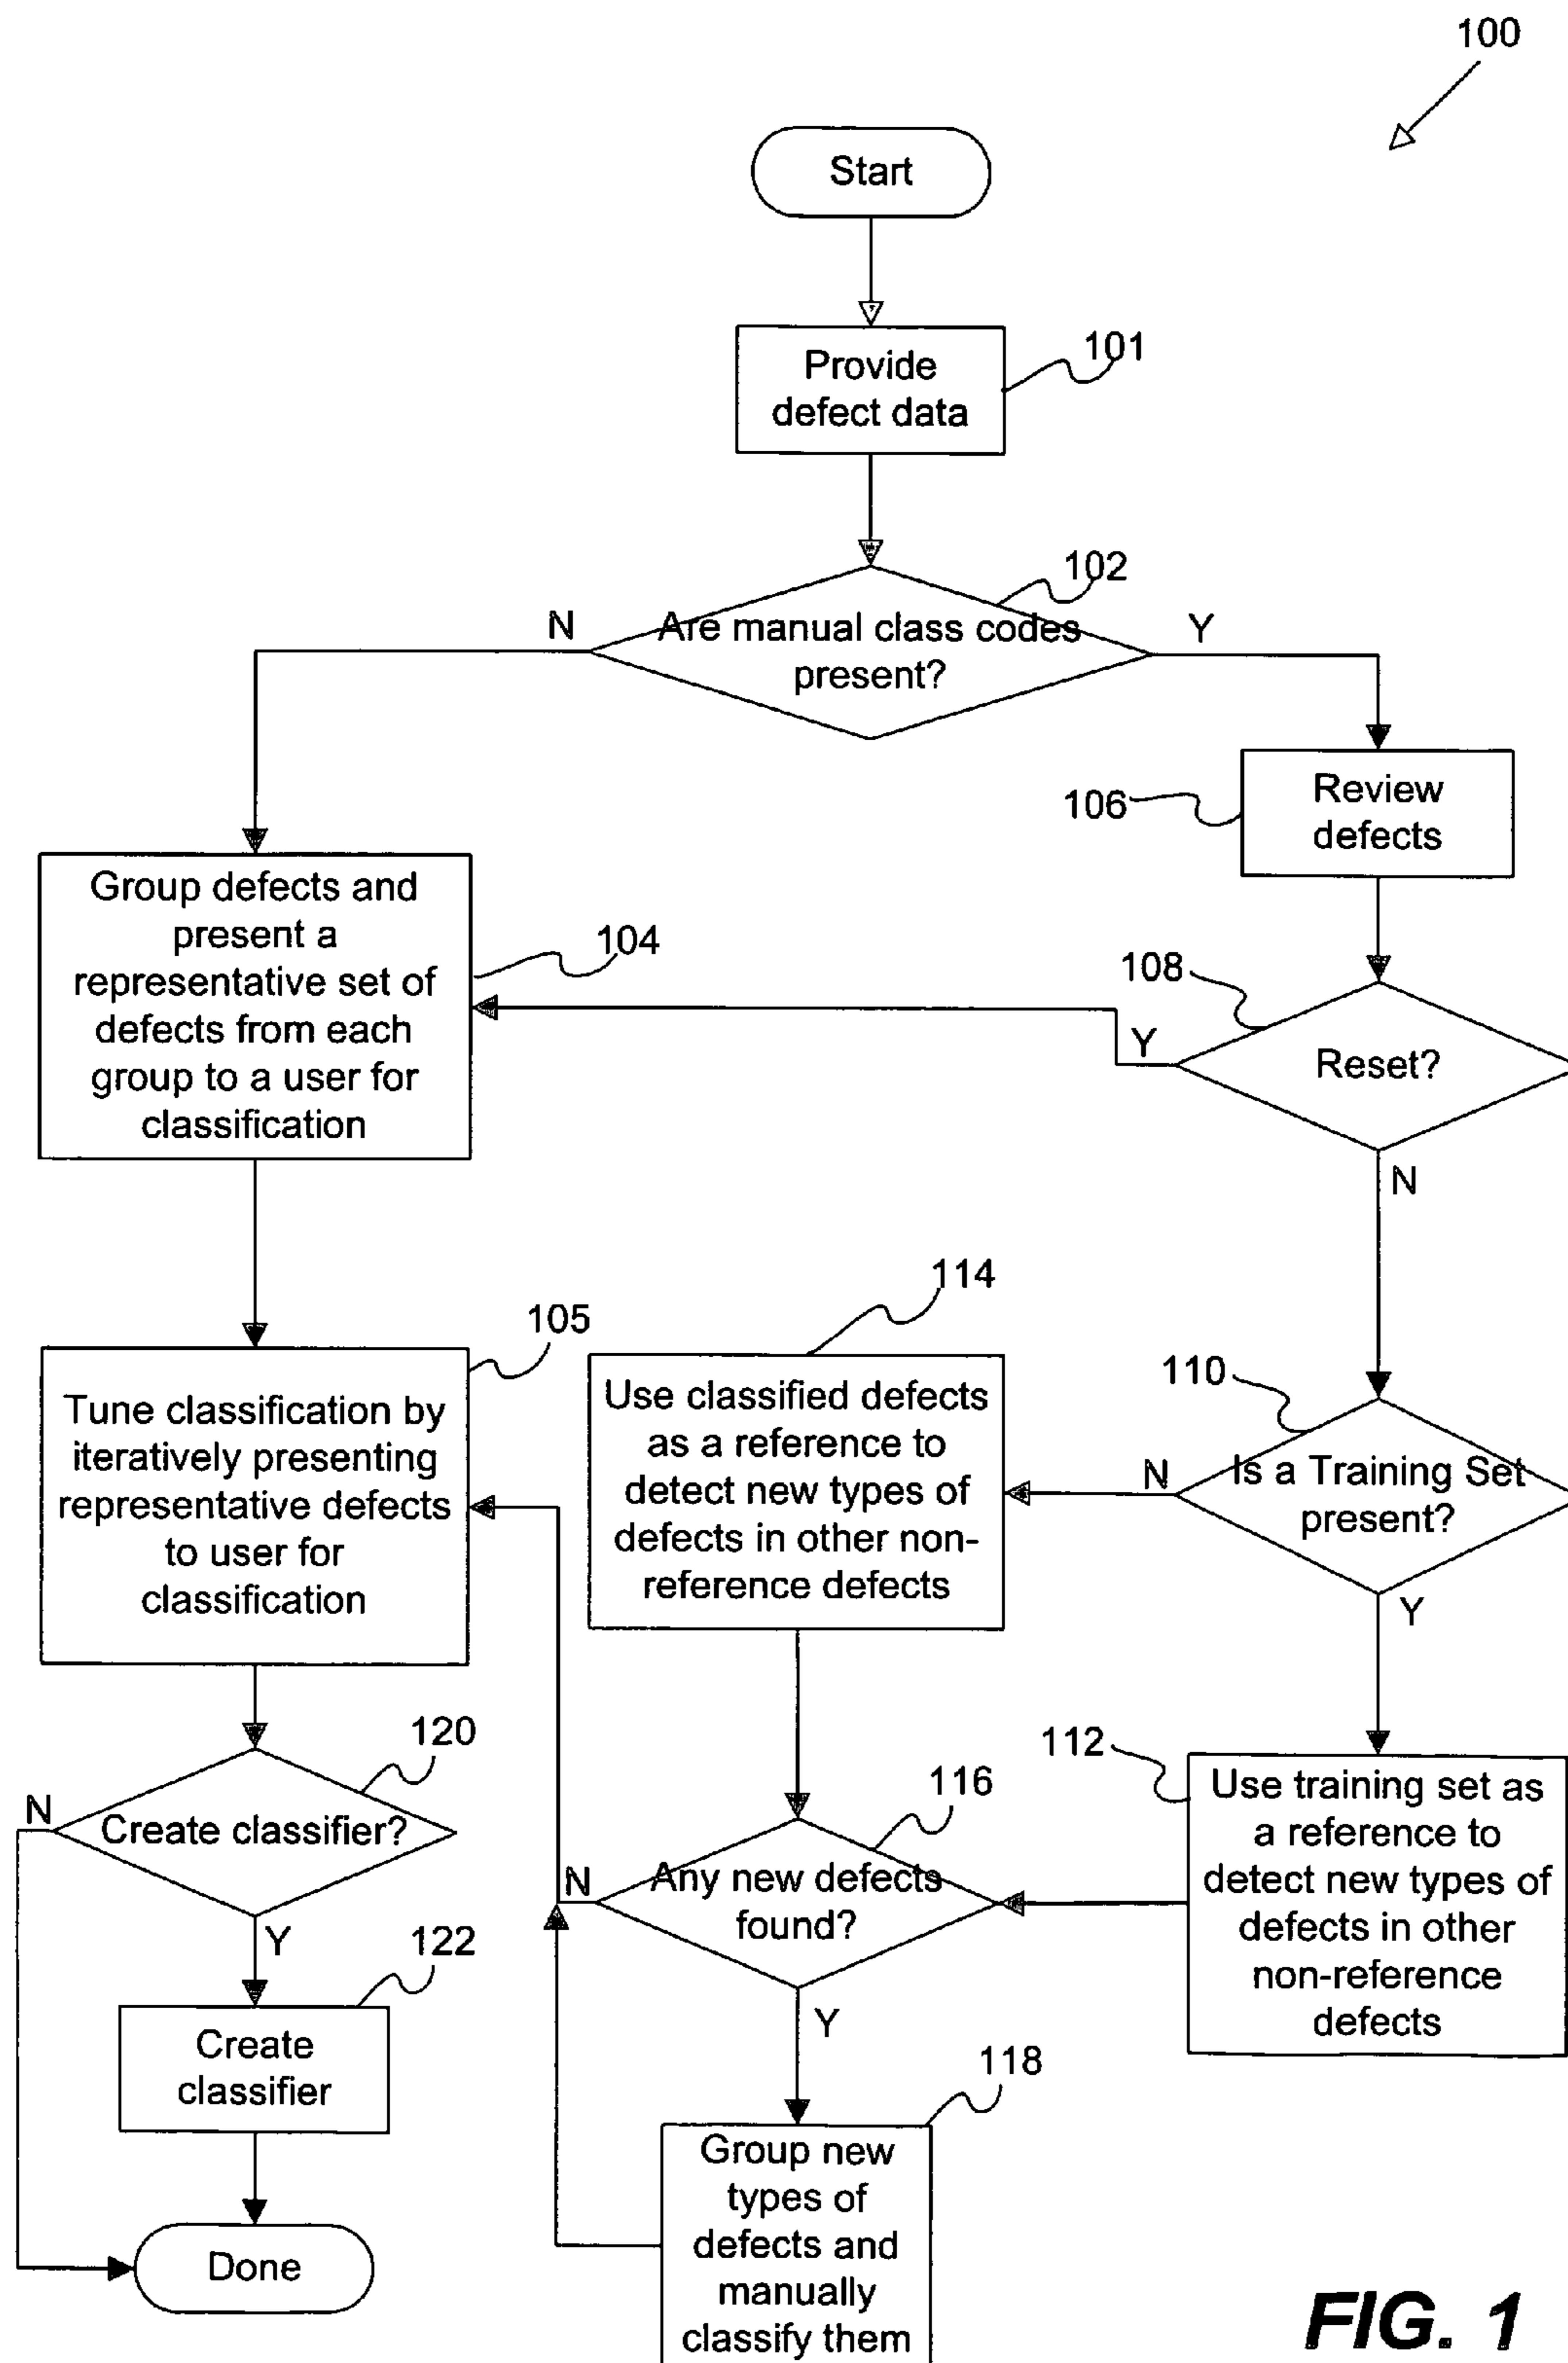 100
Start
Provide
defect data
101
102
Are manual class codes
present?
N
Y
Review
defects
106
Group defects and
present a
representative set of
defects from each
group to a user for
classification
104
108
Reset?
Y
N
114
105
Tune classification by
iteratively presenting
representative defects
to user for
classification
Use classified defects
as a reference to
detect new types of
defects in other non-
reference defects
110
Is a Training Set
present?
N
Y
120
Create classifier?
N
Y
116
Any new defects
found?
N
Y
112
Use training set as
a reference to
detect new types of
defects in other
non-reference
defects
122
Create
classifier
118
Group new
types of
defects and
manually
classify them
Done
FIG. 1